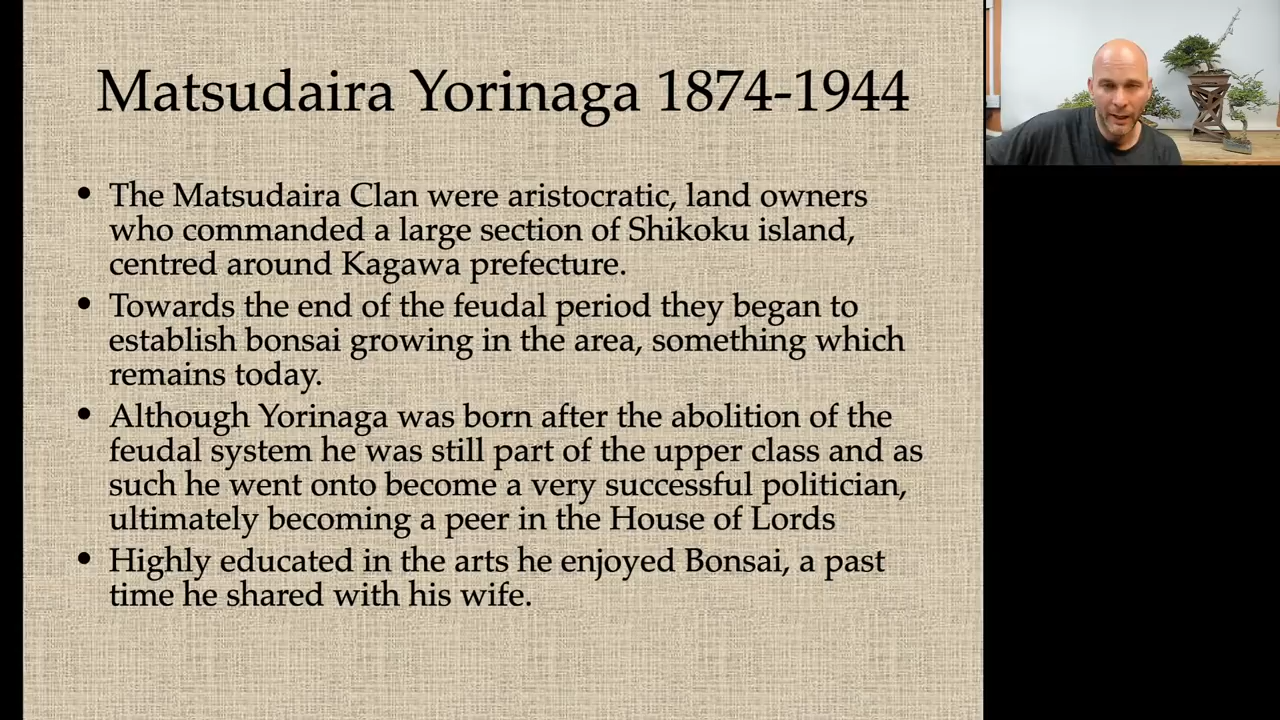 Matsudaira Yorinaga 1874-1944
• The Matsudaira Clan were aristocratic, land owners
who commanded a large section of Shikoku island,
centred around Kagawa prefecture.
• Towards the end of the feudal period they began to
establish bonsai growing in the area, something which
remains today.
• Although Yorinaga was born after the abolition of the
feudal system he was still part of the upper class and as
such he went onto become a very successful politician,
ultimately becoming a peer in the House of Lords
• Highly educated in the arts he enjoyed Bonsai, a past
time he shared with his wife.